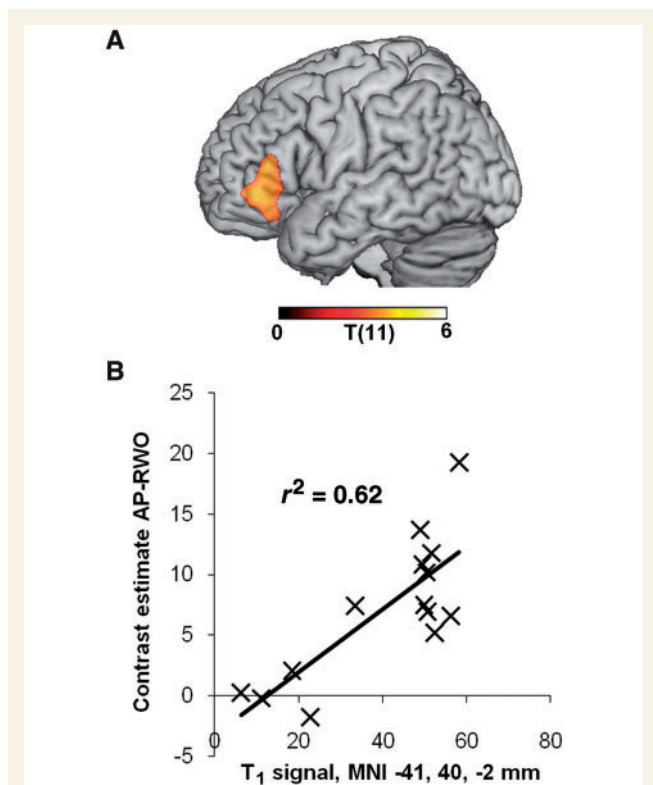 A
0 6
T(11)
B
25
20
15
10
5
0
-5
Contrast estimate AP-RWO
r² = 0.62
0 20 40 60 80
T₁ signal, MNI -41, 40, -2 mm